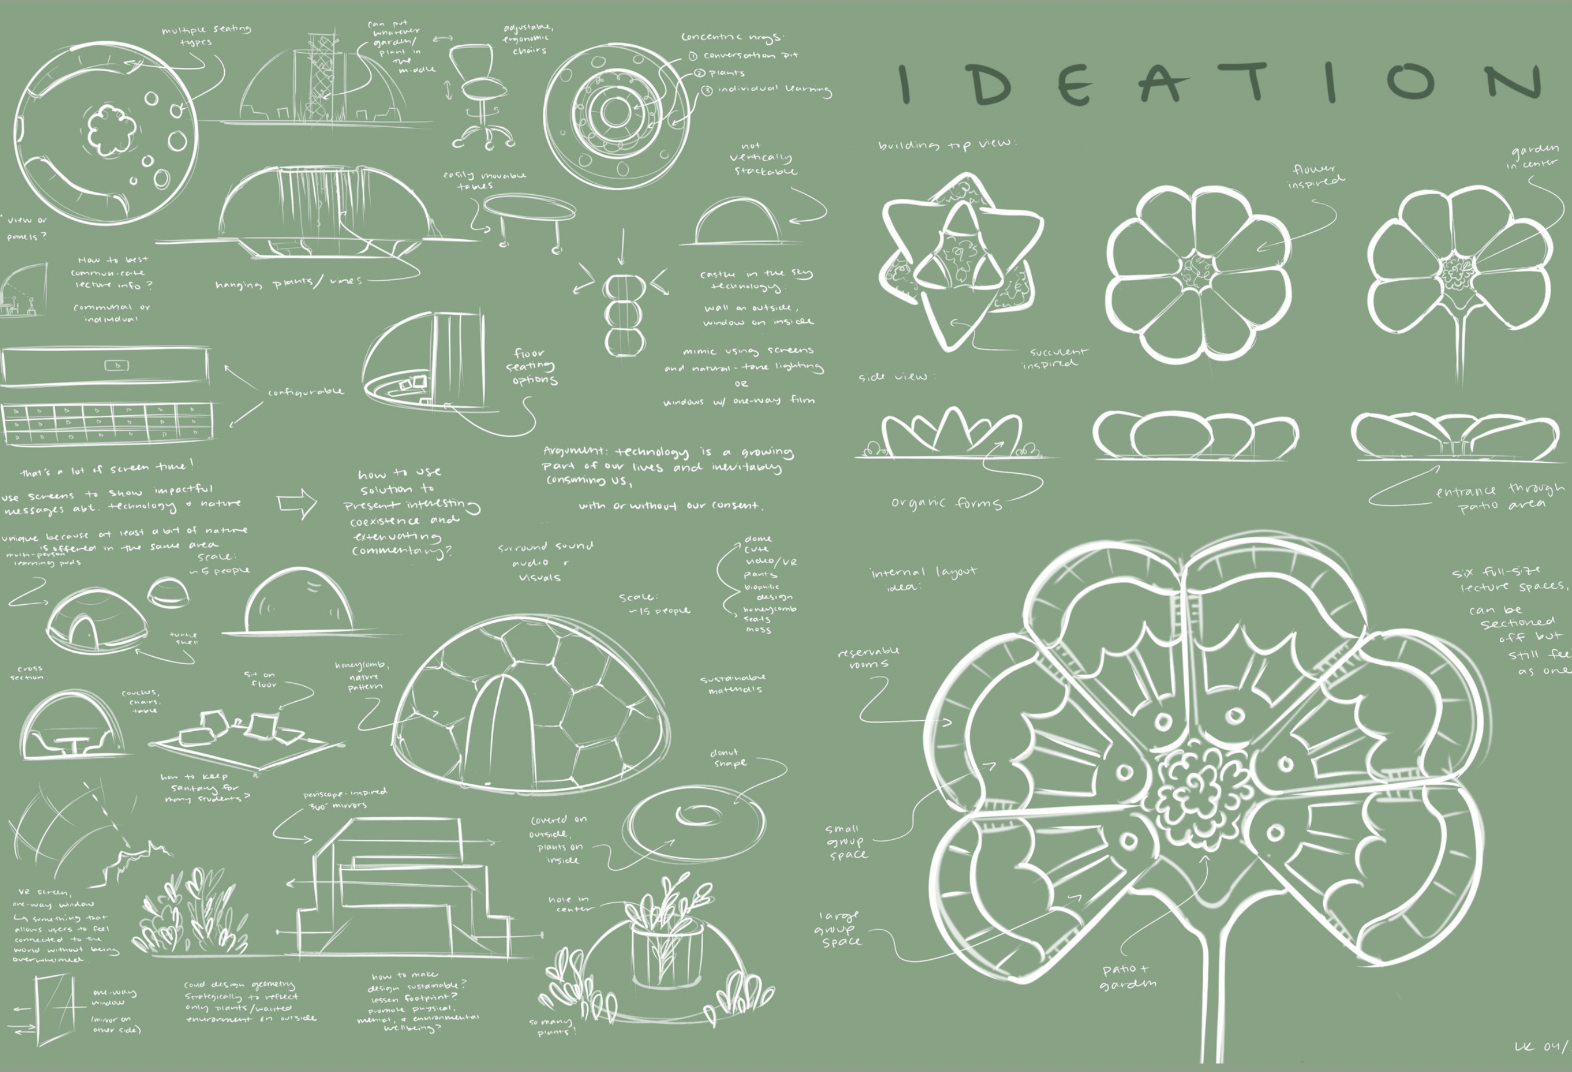 IDEATION
multiple seating
types
can put
whatever
garden/
plant in
the
middle
adjustable,
ergonomic
chairs
concentric rings:
① conversation pit
② plants
③ individual learning
not
vertically
stackable
easily movable
tables
view or
panels?
How to best
communicate
lecture info?
communal or
individual
hanging plants/vines
castle in the sky
technology:
wall on outside,
window on inside
mimic using screens
and natural-tone lighting
OR
windows w/ one-way film
floor
seating
options
configurable
that's a lot of screen time!
use screens to show impactful
messages abt. technology + nature
unique because at least a bit of nature
is offered in the same area
how to use
solution to
present interesting
coexistence and
extenuating
commentary?
Argument: technology is a growing
part of our lives and inevitably
consuming us,
with or without our consent.
multi-person
learning pods
scale:
~5 people
turtle
shell
surround sound
audio +
visuals
scale:
~15 people
dome
cute
video/VR
plants
biophilic
design
honeycomb
seats
moss
cross
section
couches,
chairs,
table
sit on
floor
honeycomb,
nature
pattern
sustainable
materials
how to keep
sanitary for
many students?
donut
shape
periscope-inspired
360° mirrors
covered on
outside,
plants on
inside
VR screen,
one-way window
↳ something that
allows users to feel
connected to the
world without being
overwhelmed
hole in
center
one-way
window
(mirror on
other side)
could design geometry
strategically to reflect
only plants/wanted
environment on outside
how to make
design sustainable?
lessen footprint?
promote physical,
mental, & environmental
wellbeing?
so many
plants!
building top view:
flower
inspired
garden
in center
succulent
inspired
side view:
organic forms
entrance through
patio area
internal layout
idea:
six full-size
lecture spaces,
can be
sectioned
off but
still feel
as one
reservable
rooms
small
group
space
large
group
space
patio +
garden
LK 04/